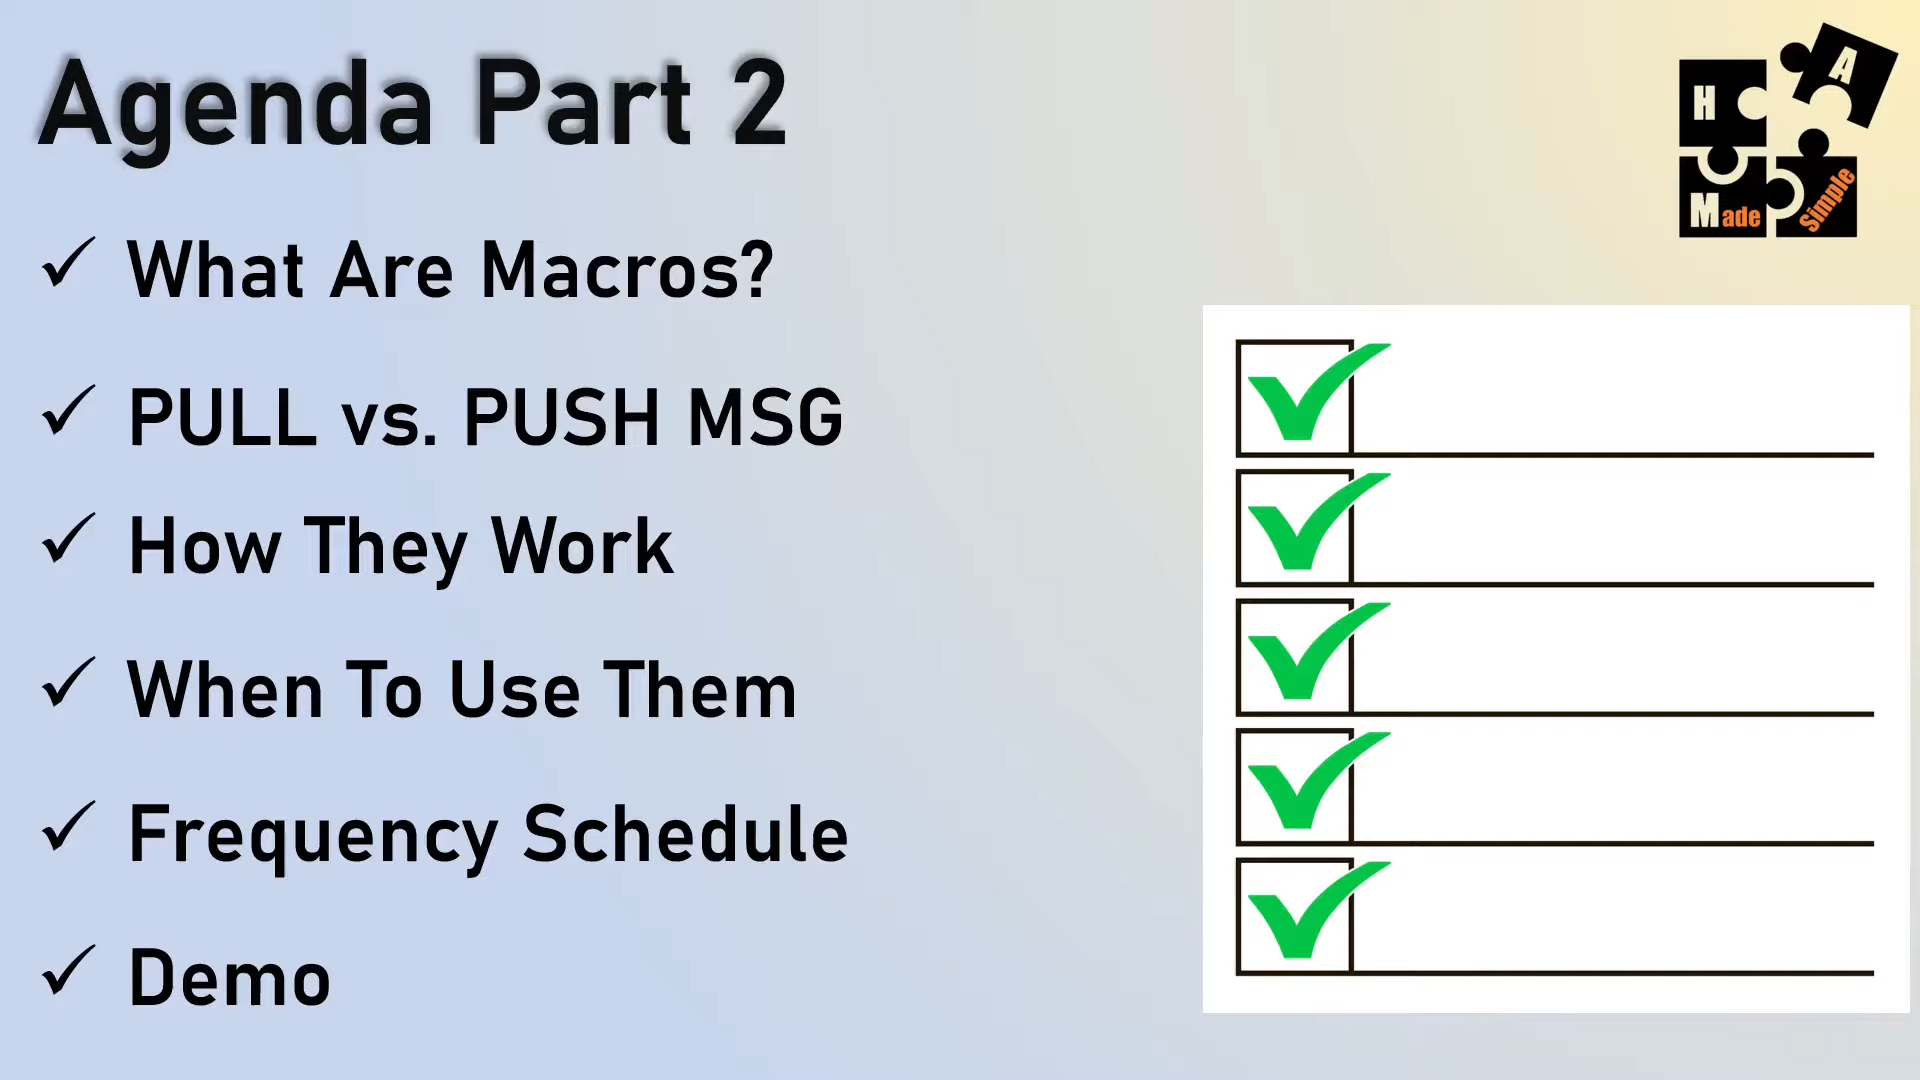 Agenda Part 2
H
A
Made
Simple
What Are Macros?
PULL vs. PUSH MSG
How They Work
When To Use Them
Frequency Schedule
Demo